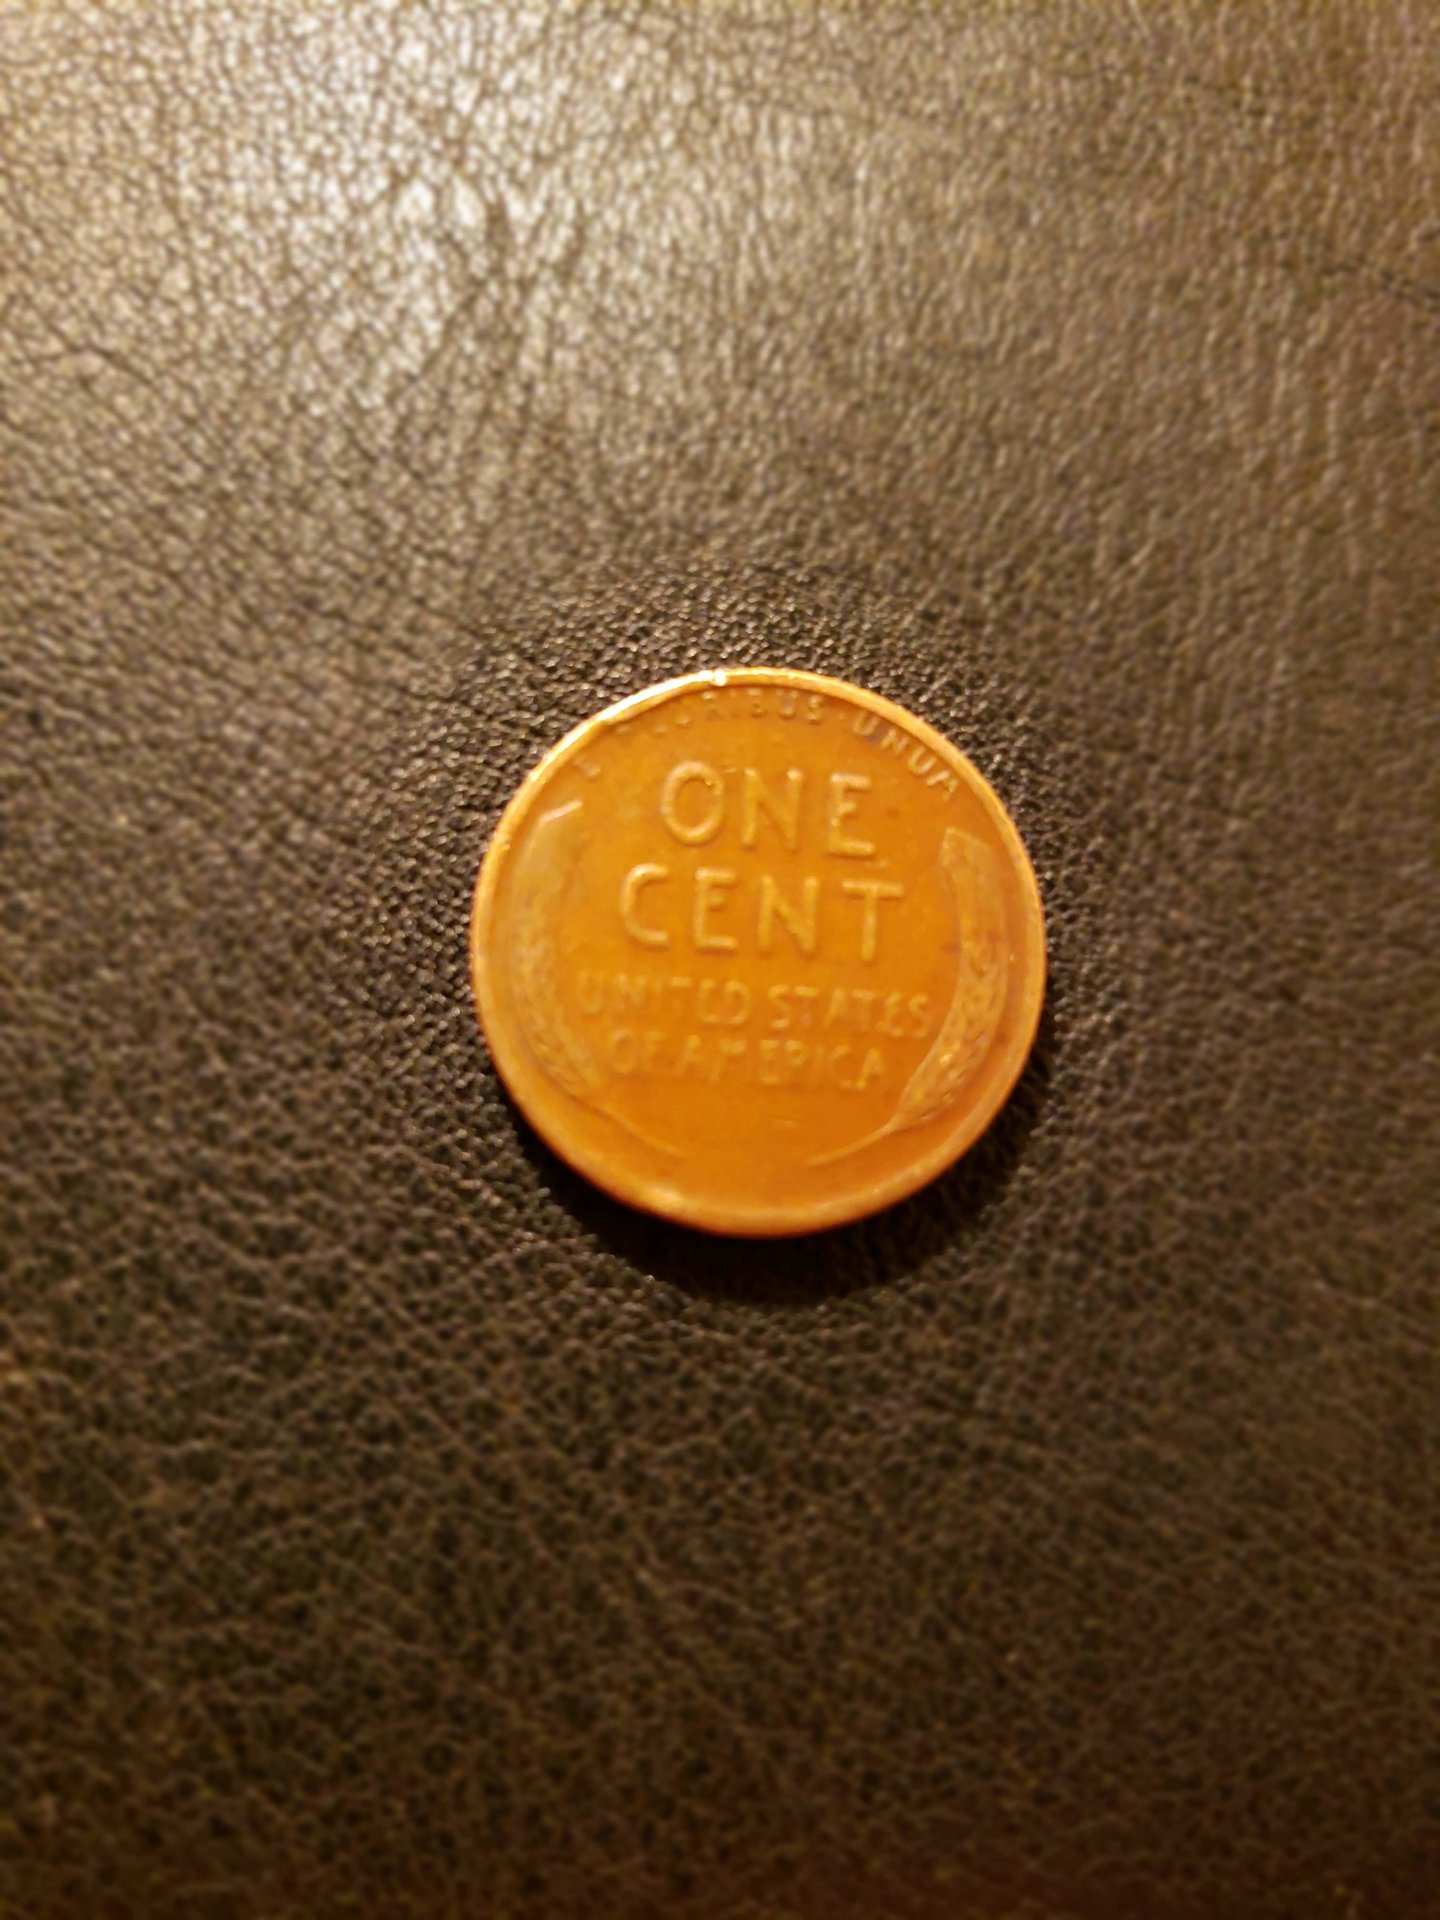 PLURIBUS · UNUM
ONE
CENT
UNITED STATES
OF AMERICA